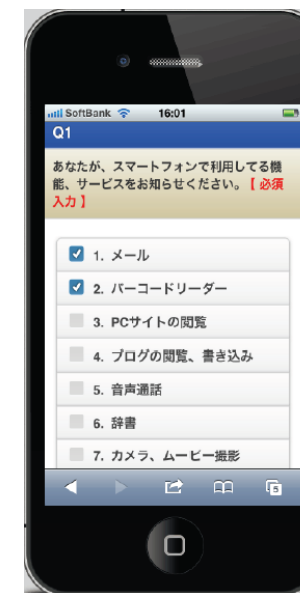 SoftBank 16:01
Q1
あなたが、スマートフォンで利用してる機
能、サービスをお知らせください。【必須
入力】
1. メール
2. バーコードリーダー
3. PCサイトの閲覧
4. ブログの閲覧、書き込み
5. 音声通話
6. 辞書
7. カメラ、ムービー撮影
5